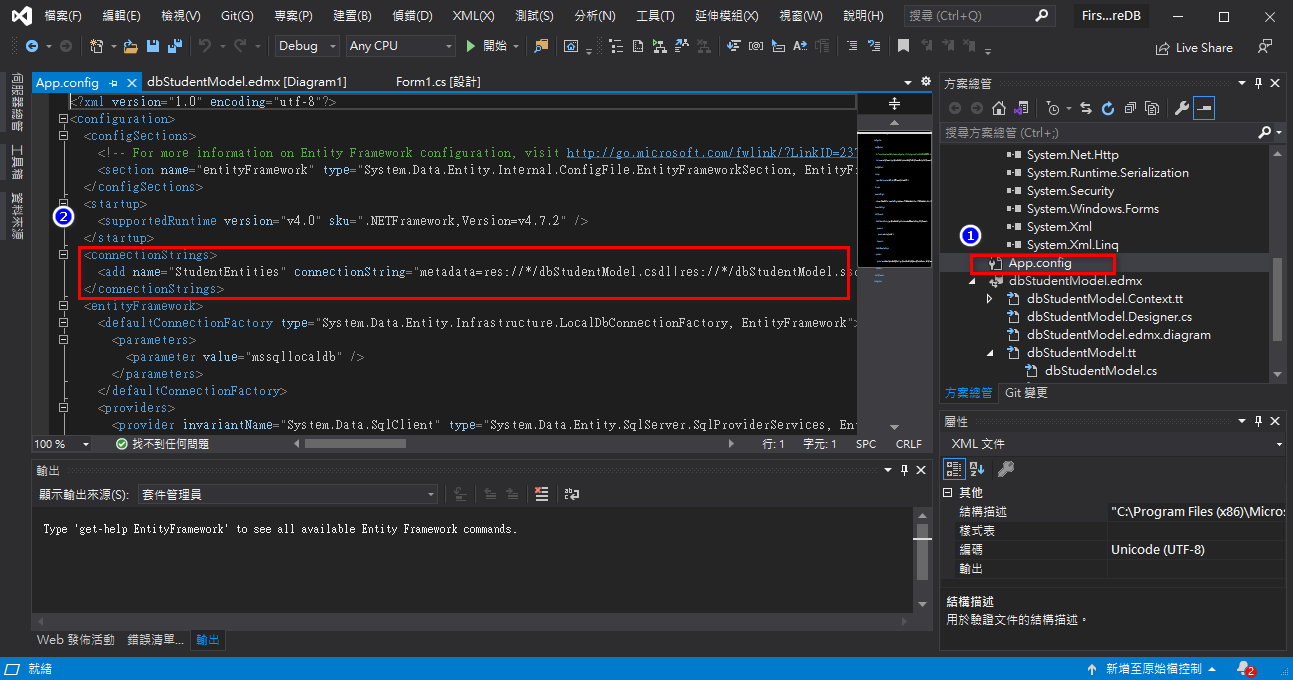 檔案(F) 編輯(E) 檢視(V) Git(G) 專案(P) 建置(B) 偵錯(D) XML(X) 測試(S) 分析(N) 工具(T) 延伸模組(X) 視窗(W) 說明(H) 搜尋 (Ctrl+Q) Firs...reDB
Debug Any CPU 開始 Live Share
伺服器總管
工具箱
資料來源
App.config dbStudentModel.edmx [Diagram1] Form1.cs [設計]
<?xml version="1.0" encoding="utf-8"?>
<configuration>
<configSections>
<!-- For more information on Entity Framework configuration, visit http://go.microsoft.com/fwlink/?LinkID=237
<section name="entityFramework" type="System.Data.Entity.Internal.ConfigFile.EntityFrameworkSection, EntityF
</configSections>
<startup>
2
<supportedRuntime version="v4.0" sku=".NETFramework,Version=v4.7.2" />
</startup>
<connectionStrings>
<add name="StudentEntities" connectionString="metadata=res://*/dbStudentModel.csdl|res://*/dbStudentModel.ss
</connectionStrings>
<entityFramework>
<defaultConnectionFactory type="System.Data.Entity.Infrastructure.LocalDbConnectionFactory, EntityFramework">
<parameters>
<parameter value="mssqllocaldb" />
</parameters>
</defaultConnectionFactory>
<providers>
<provider invariantName="System.Data.SqlClient" type="System.Data.Entity.SqlServer.SqlProviderServices, En
100 % 找不到任何問題 行: 1 字元: 1 SPC CRLF
輸出
顯示輸出來源(S): 套件管理員
Type 'get-help EntityFramework' to see all available Entity Framework commands.
Web 發佈活動 錯誤清單... 輸出
方案總管
搜尋方案總管 (Ctrl+;)
System.Net.Http
System.Runtime.Serialization
System.Security
System.Windows.Forms
System.Xml
1
System.Xml.Linq
App.config
dbStudentModel.edmx
dbStudentModel.Context.tt
dbStudentModel.Designer.cs
dbStudentModel.edmx.diagram
dbStudentModel.tt
dbStudentModel.cs
方案總管 Git 變更
屬性
XML 文件
其他
結構描述 "C:\Program Files (x86)\Micros
樣式表
編碼 Unicode (UTF-8)
輸出
結構描述
用於驗證文件的結構描述。
就緒 新增至原始檔控制 2